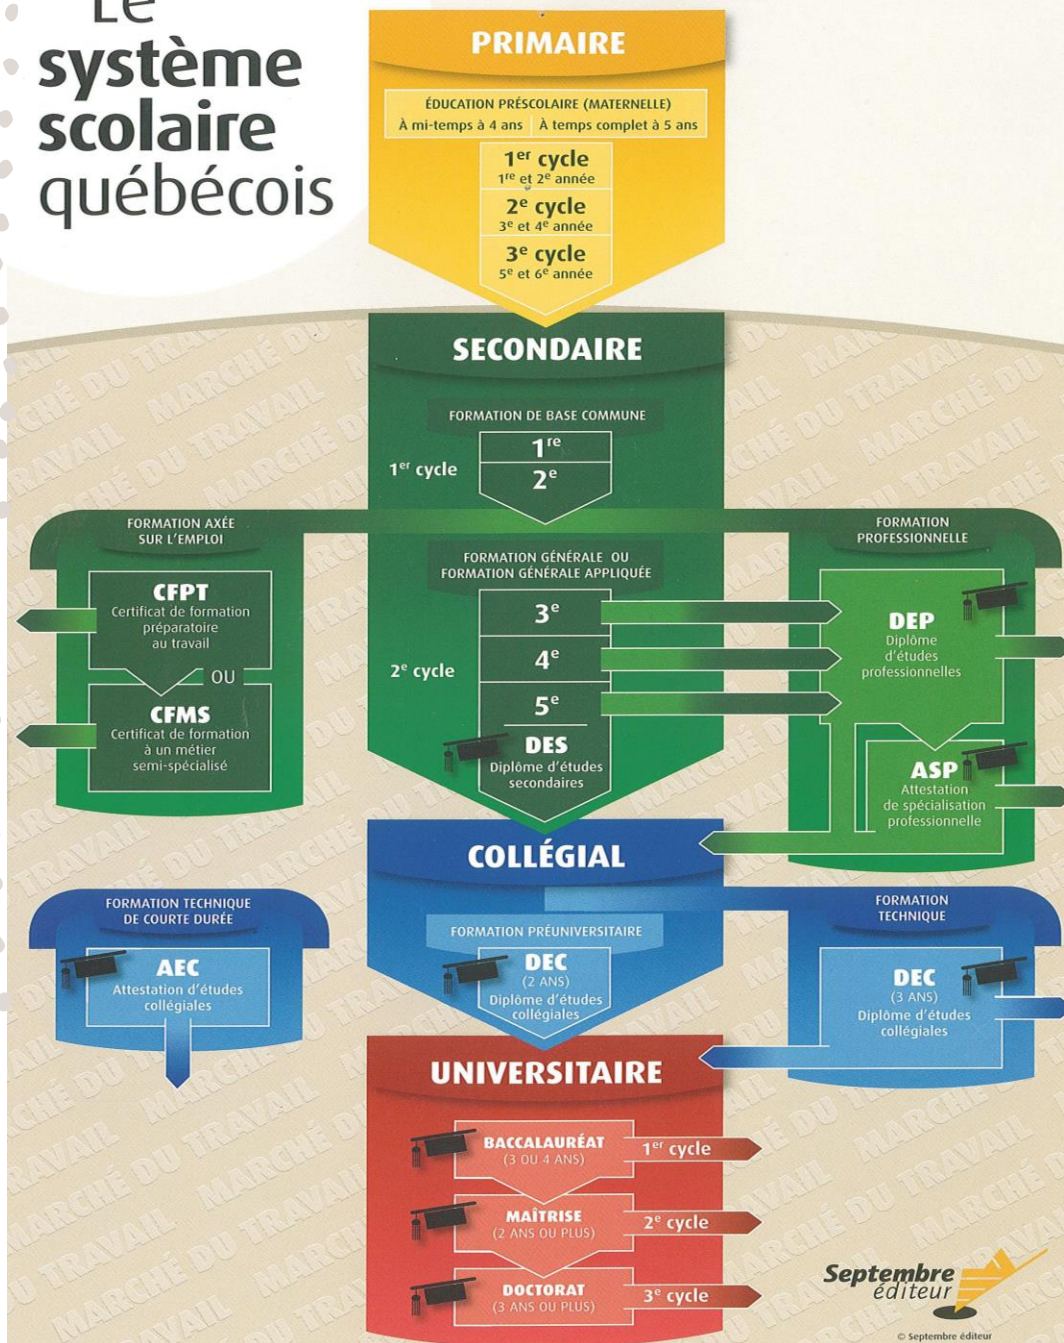 Le
système
scolaire
québécois
PRIMAIRE
ÉDUCATION PRÉSCOLAIRE (MATERNELLE)
À mi-temps à 4 ans
À temps complet à 5 ans
1er cycle
1re et 2e année
2e cycle
3e et 4e année
3e cycle
5e et 6e année
SECONDAIRE
FORMATION DE BASE COMMUNE
1er cycle
1re
2e
FORMATION AXÉE
SUR L'EMPLOI
CFPT
Certificat de formation
préparatoire
au travail
OU
CFMS
Certificat de formation
à un métier
semi-spécialisé
FORMATION GÉNÉRALE OU
FORMATION GÉNÉRALE APPLIQUÉE
2e cycle
3e
4e
5e
DES
Diplôme d'études
secondaires
FORMATION
PROFESSIONNELLE
DEP
Diplôme
d'études
professionnelles
ASP
Attestation
de spécialisation
professionnelle
COLLÉGIAL
FORMATION TECHNIQUE
DE COURTE DURÉE
AEC
Attestation d'études
collégiales
FORMATION PRÉUNIVERSITAIRE
DEC
(2 ANS)
Diplôme d'études
collégiales
FORMATION
TECHNIQUE
DEC
(3 ANS)
Diplôme d'études
collégiales
UNIVERSITAIRE
BACCALAURÉAT
(3 OU 4 ANS)
1er cycle
MAÎTRISE
(2 ANS OU PLUS)
2e cycle
DOCTORAT
(3 ANS OU PLUS)
3e cycle
MARCHÉ DU TRAVAIL
Septembre
éditeur
© Septembre éditeur